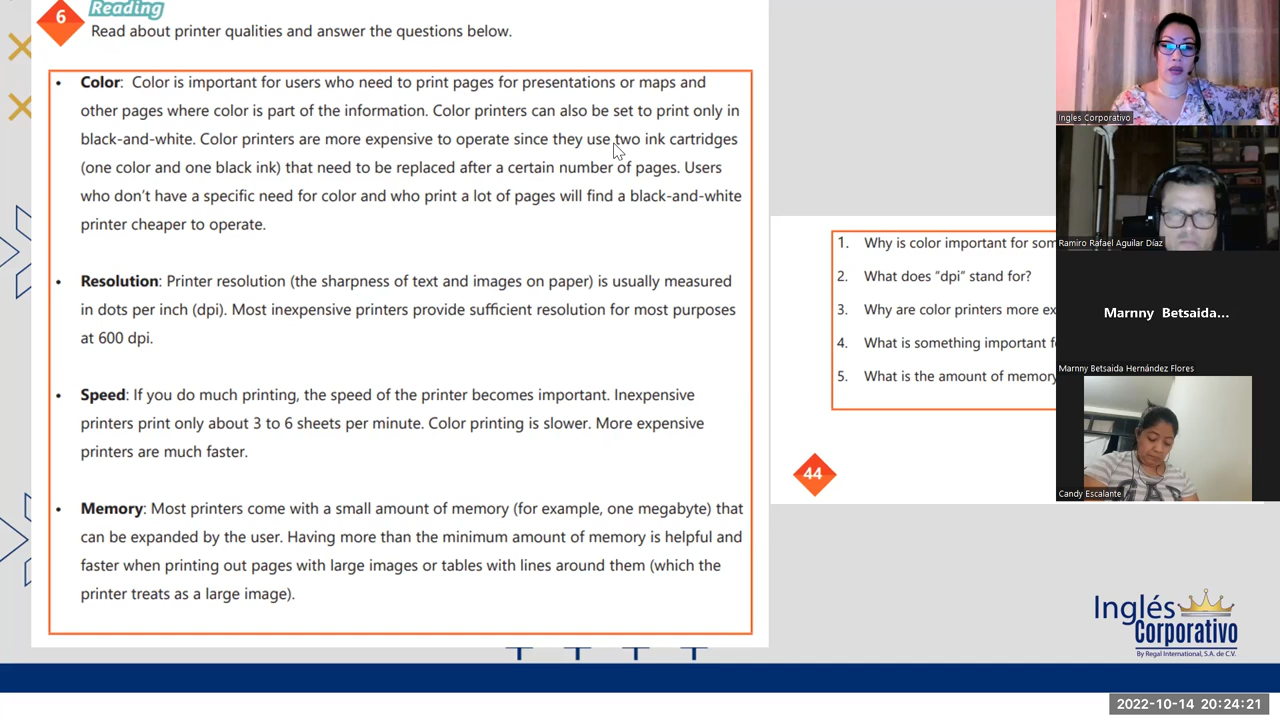 6
Reading
Read about printer qualities and answer the questions below.
• Color: Color is important for users who need to print pages for presentations or maps and
other pages where color is part of the information. Color printers can also be set to print only in
black-and-white. Color printers are more expensive to operate since they use two ink cartridges
(one color and one black ink) that need to be replaced after a certain number of pages. Users
who don't have a specific need for color and who print a lot of pages will find a black-and-white
printer cheaper to operate.
• Resolution: Printer resolution (the sharpness of text and images on paper) is usually measured
in dots per inch (dpi). Most inexpensive printers provide sufficient resolution for most purposes
at 600 dpi.
• Speed: If you do much printing, the speed of the printer becomes important. Inexpensive
printers print only about 3 to 6 sheets per minute. Color printing is slower. More expensive
printers are much faster.
• Memory: Most printers come with a small amount of memory (for example, one megabyte) that
can be expanded by the user. Having more than the minimum amount of memory is helpful and
faster when printing out pages with large images or tables with lines around them (which the
printer treats as a large image).
1. Why is color important for som
2. What does "dpi" stand for?
3. Why are color printers more ex
4. What is something important f
5. What is the amount of memory
44
Ingles Corporativo
Ramiro Rafael Aguilar Díaz
Marnny Betsaida...
Marnny Betsaida Hernández Flores
Candy Escalante
Inglés
Corporativo
By Regal International, S.A. de C.V.
2022-10-14 20:24:21